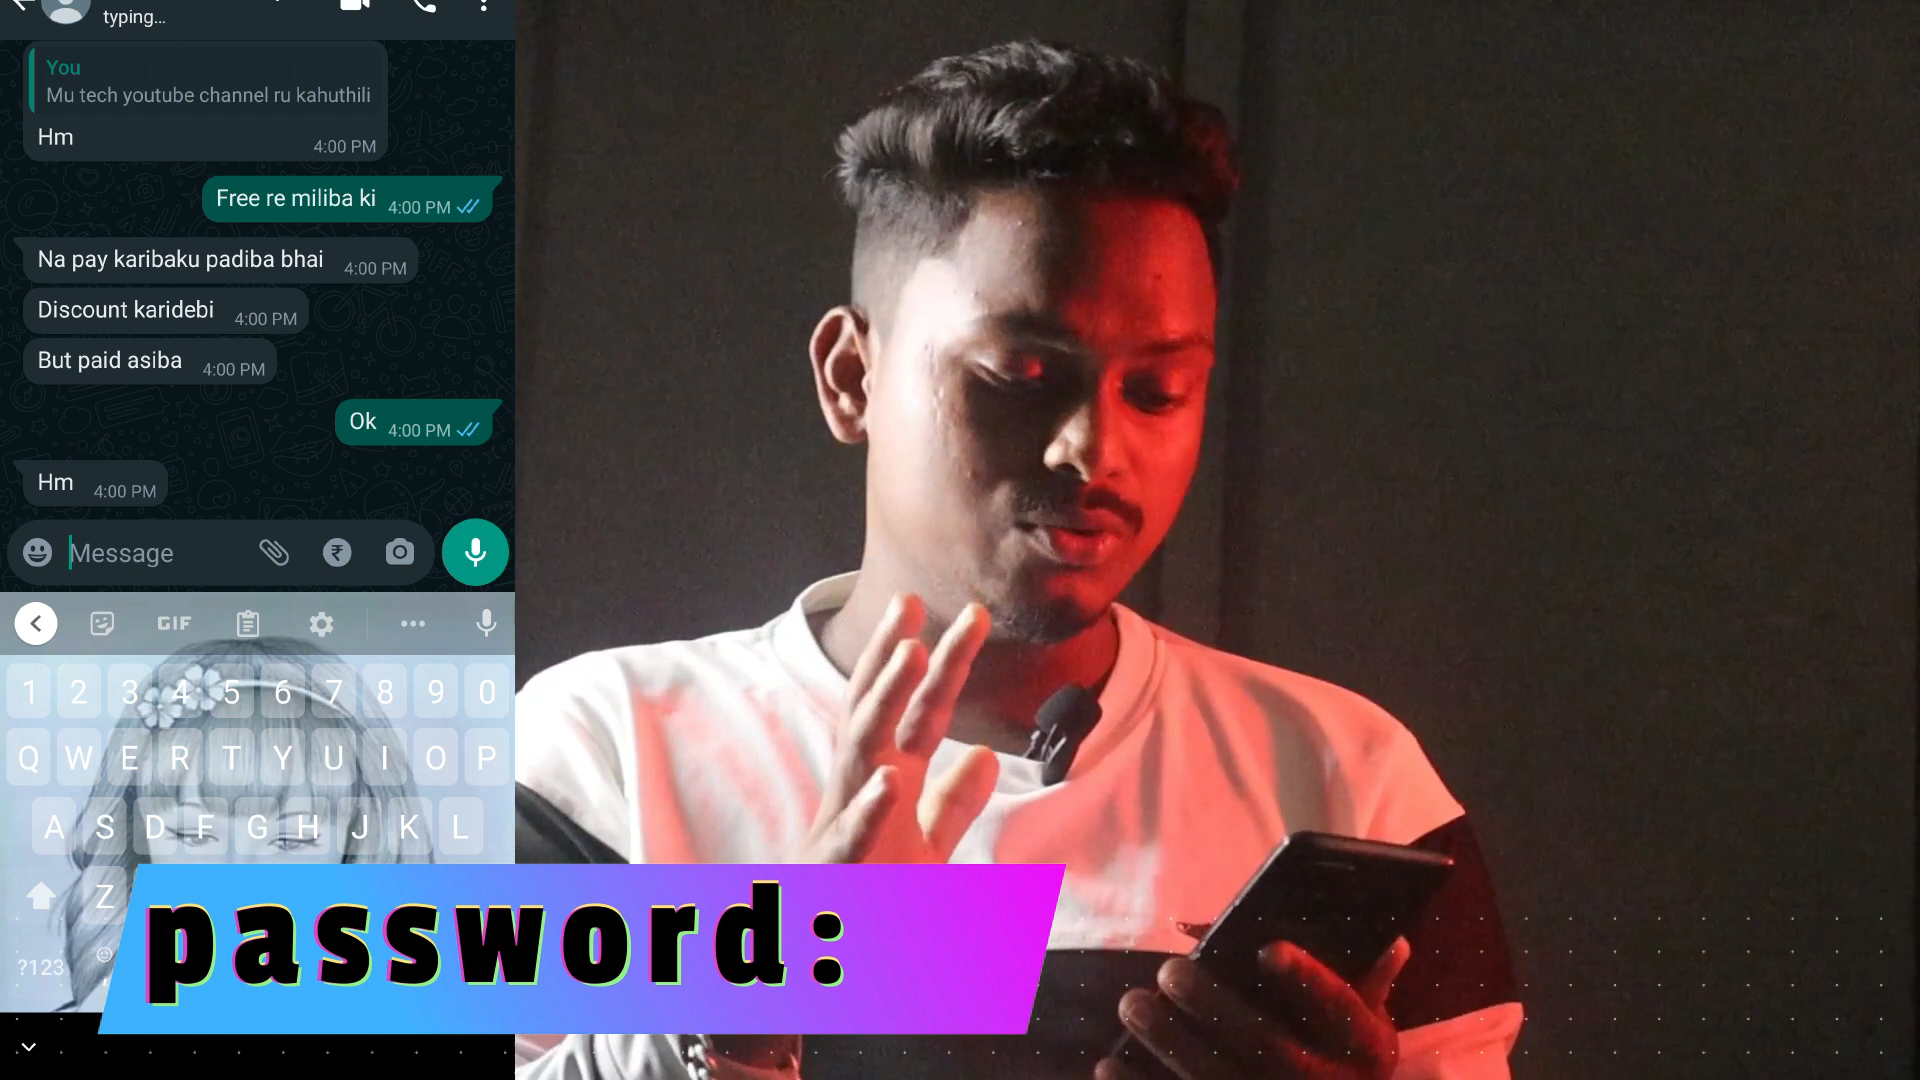 typing...
You
Mu tech youtube channel ru kahuthili
Hm 4:00 PM
Free re miliba ki 4:00 PM
Na pay karibaku padiba bhai 4:00 PM
Discount karidebi 4:00 PM
But paid asiba 4:00 PM
Ok 4:00 PM
Hm 4:00 PM
Message
GIF
1 2 3 4 5 6 7 8 9 0
Q W E R T Y U I O P
A S D F G H J K L
Z
?123
password: